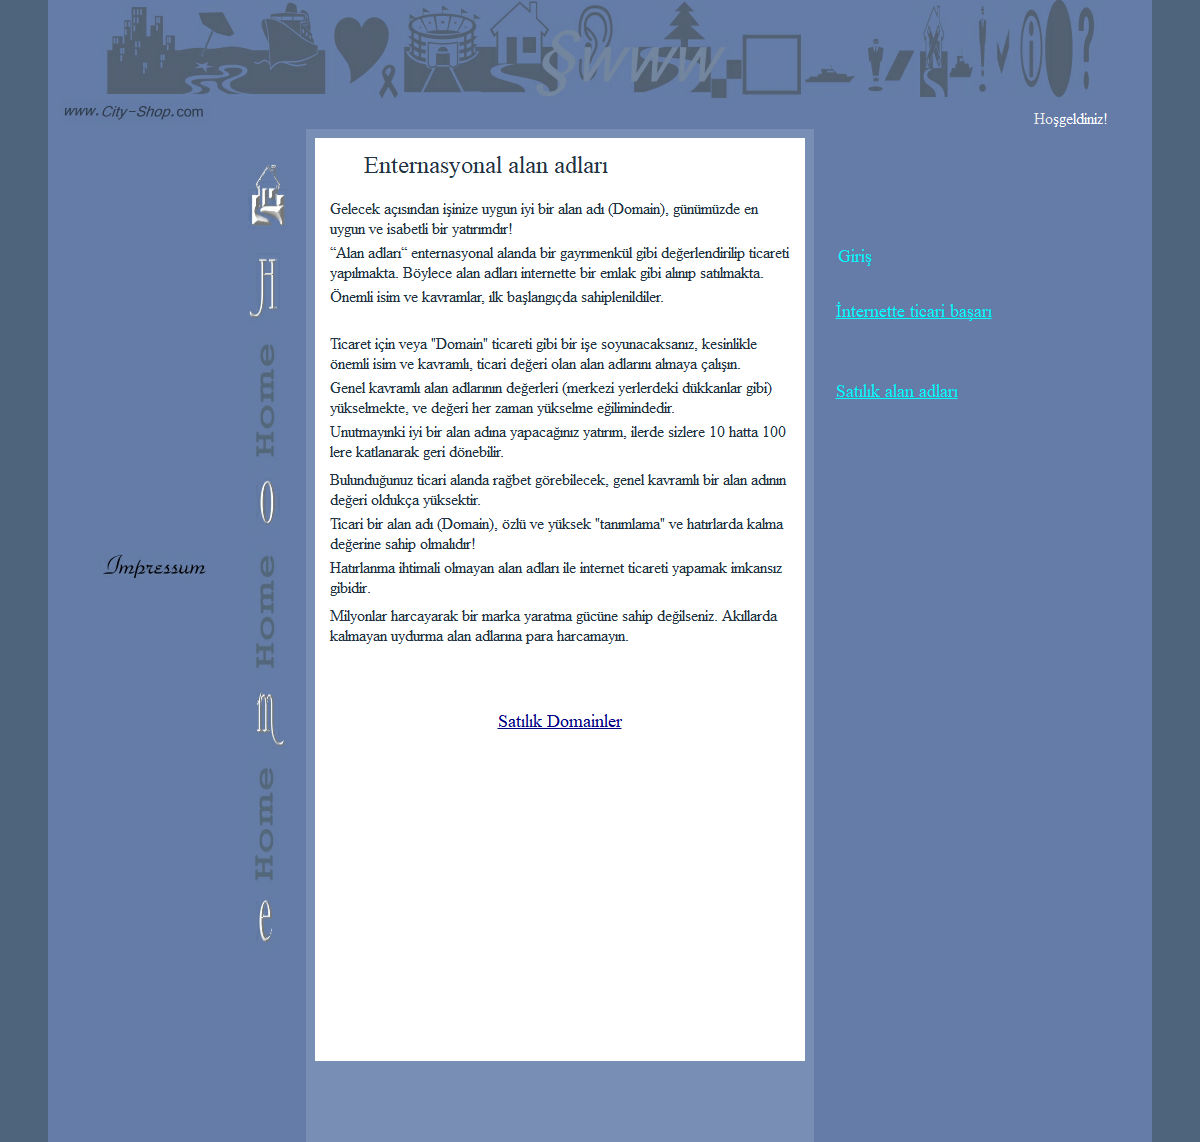 §www
www.City-Shop.com
Hoşgeldiniz!
Enternasyonal alan adları
Gelecek açısından işinize uygun iyi bir alan adı (Domain), günümüzde en
uygun ve isabetli bir yatırımdır!
“Alan adları“ enternasyonal alanda bir gayrımenkül gibi değerlendirilip ticareti
yapılmakta. Böylece alan adları internette bir emlak gibi alınıp satılmakta.
Önemli isim ve kavramlar, ılk başlangıçda sahiplenildiler.
Ticaret için veya "Domain" ticareti gibi bir işe soyunacaksanız, kesinlikle
önemli isim ve kavramlı, ticari değeri olan alan adlarını almaya çalışın.
Genel kavramlı alan adlarının değerleri (merkezi yerlerdeki dükkanlar gibi)
yükselmekte, ve değeri her zaman yükselme eğilimindedir.
Unutmayınki iyi bir alan adına yapacağınız yatırım, ilerde sizlere 10 hatta 100
lere katlanarak geri dönebilir.
Bulunduğunuz ticari alanda rağbet görebilecek, genel kavramlı bir alan adının
değeri oldukça yüksektir.
Ticari bir alan adı (Domain), özlü ve yüksek "tanımlama" ve hatırlarda kalma
değerine sahip olmalıdır!
Hatırlanma ihtimali olmayan alan adları ile internet ticareti yapamak imkansız
gibidir.
Milyonlar harcayarak bir marka yaratma gücüne sahip değilseniz. Akıllarda
kalmayan uydurma alan adlarına para harcamayın.
Satılık Domainler
Giriş
İnternette ticari başarı
Satılık alan adları
Impressum
H
Home
o
Home
m
Home
e